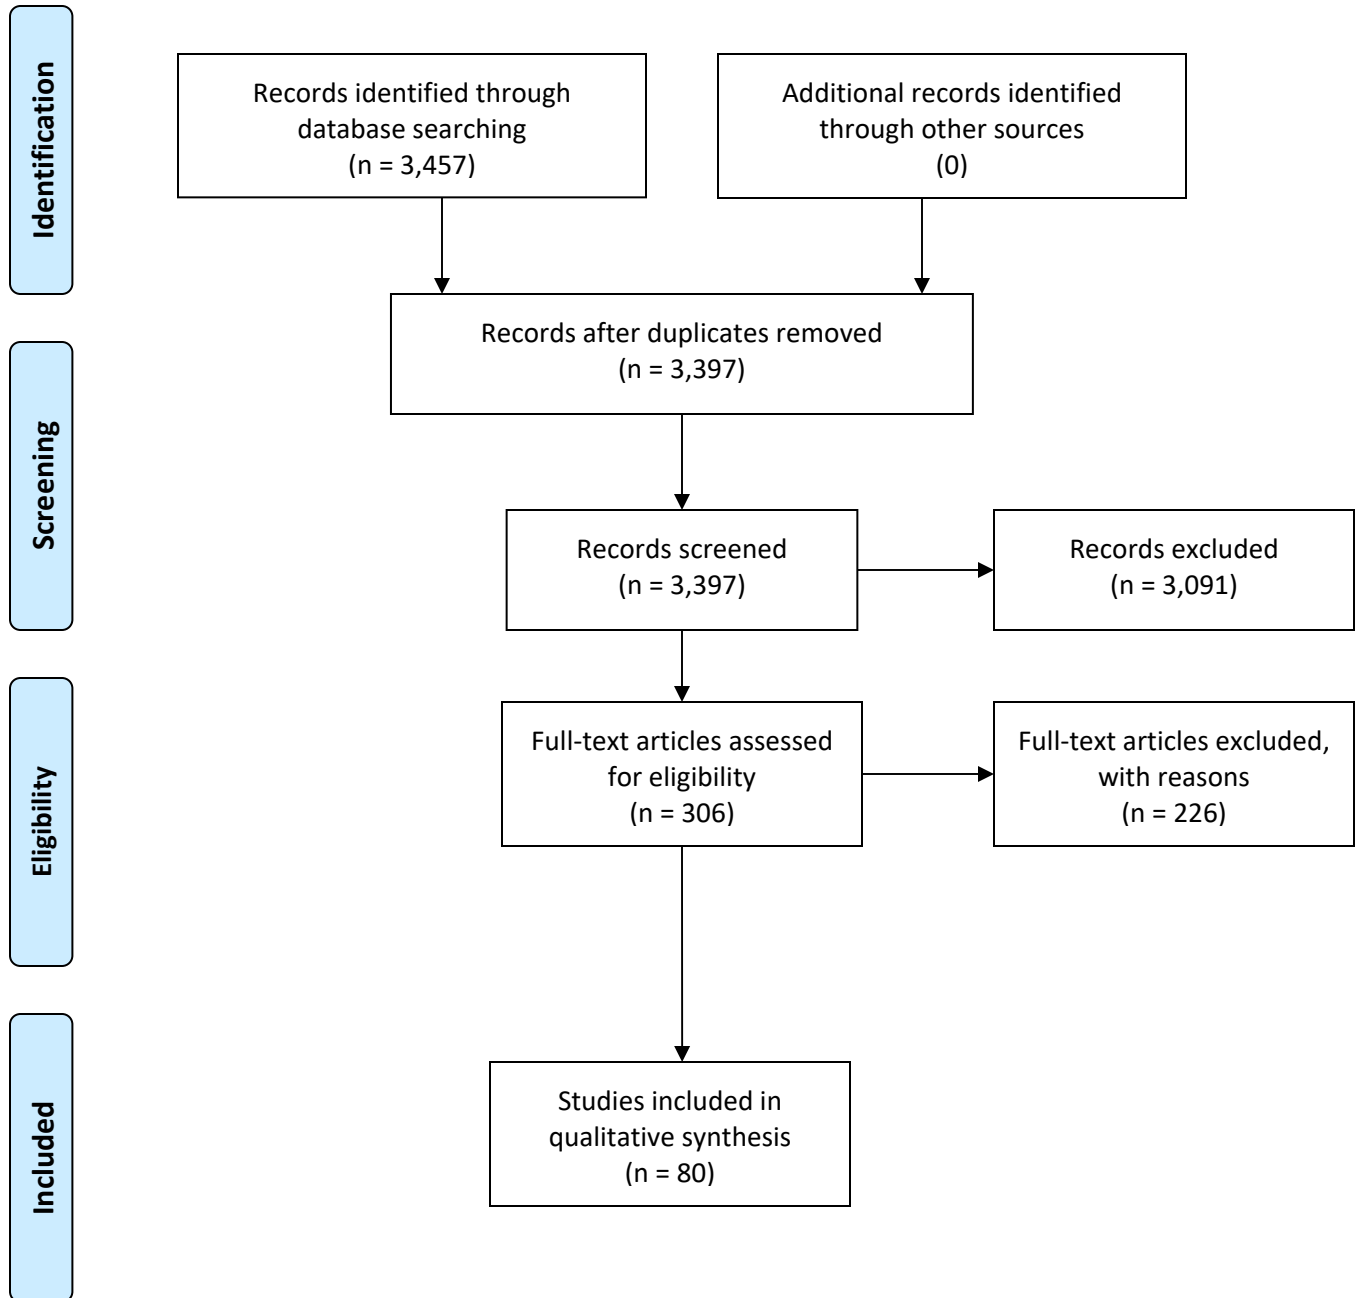 Identification
Records identified through
database searching
(n = 3,457)
Additional records identified
through other sources
(0)
Records after duplicates removed
(n = 3,397)
Screening
Records screened
(n = 3,397)
Records excluded
(n = 3,091)
Eligibility
Full-text articles assessed
for eligibility
(n = 306)
Full-text articles excluded,
with reasons
(n = 226)
Included
Studies included in
qualitative synthesis
(n = 80)